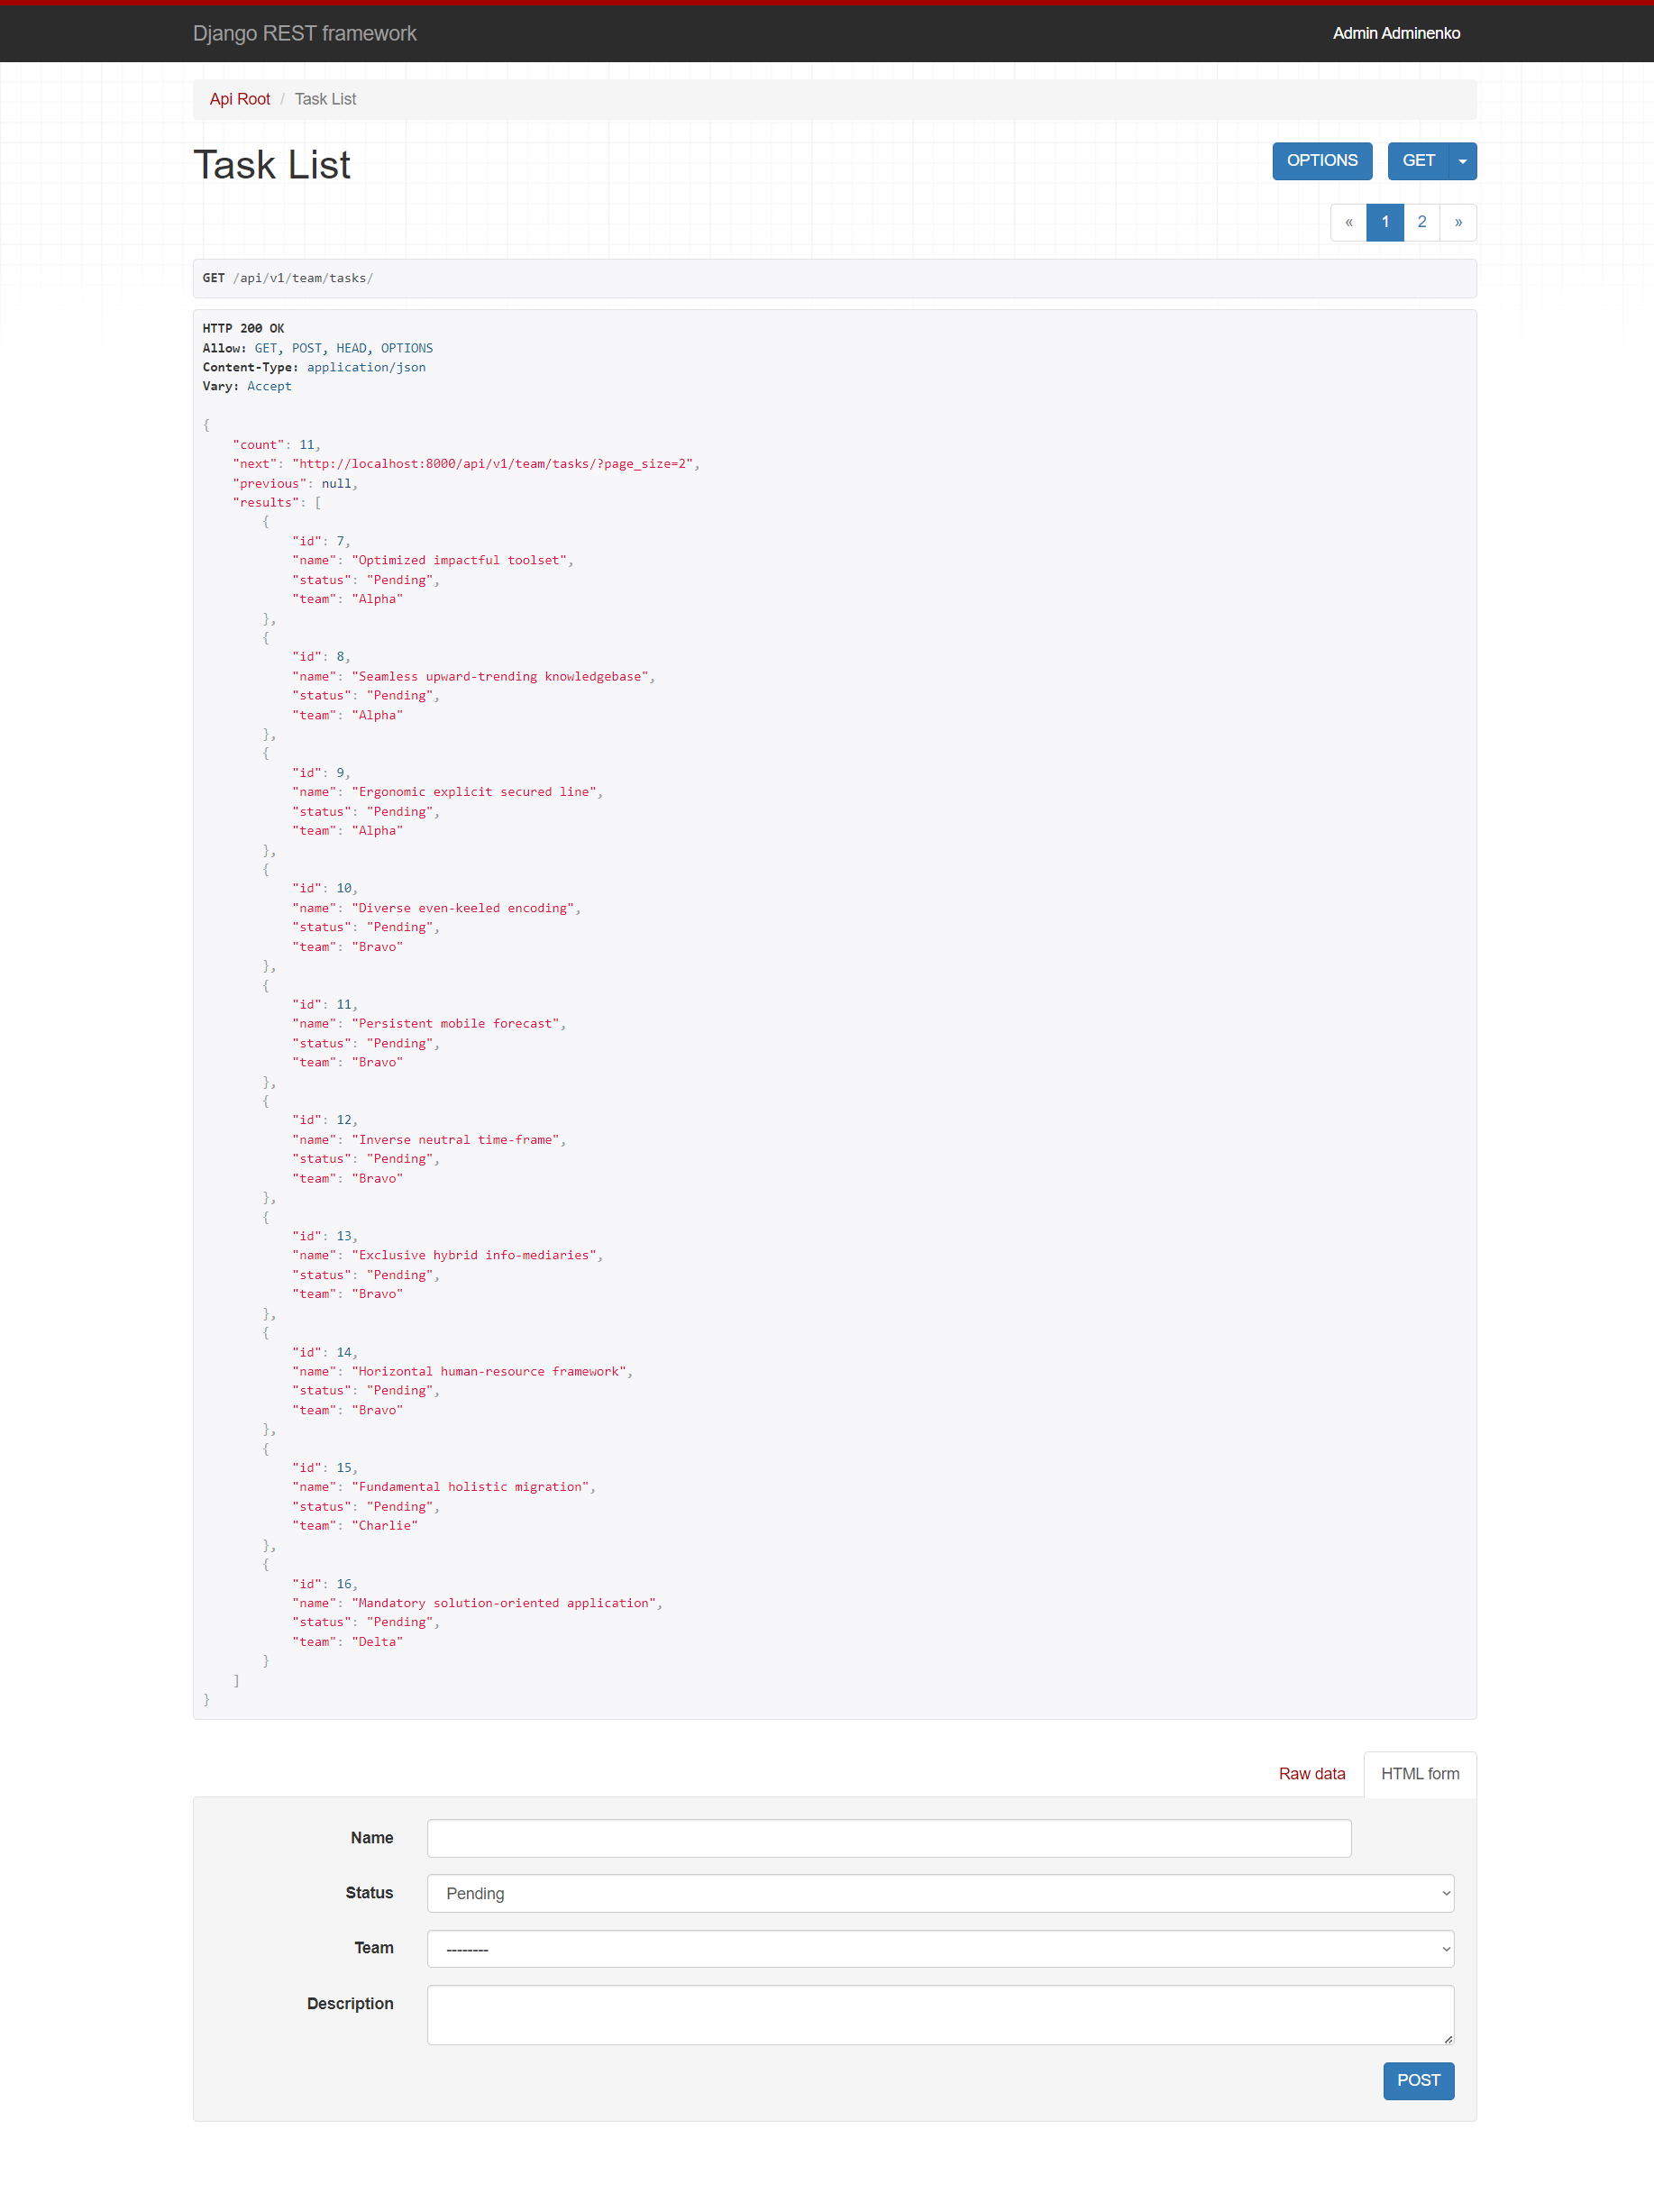 Django REST framework
Admin Adminenko
Api Root / Task List
Task List
OPTIONS
GET
« 1 2 »
GET /api/v1/team/tasks/
HTTP 200 OK
Allow: GET, POST, HEAD, OPTIONS
Content-Type: application/json
Vary: Accept
{
"count": 11,
"next": "http://localhost:8000/api/v1/team/tasks/?page_size=2",
"previous": null,
"results": [
{
"id": 7,
"name": "Optimized impactful toolset",
"status": "Pending",
"team": "Alpha"
},
{
"id": 8,
"name": "Seamless upward-trending knowledgebase",
"status": "Pending",
"team": "Alpha"
},
{
"id": 9,
"name": "Ergonomic explicit secured line",
"status": "Pending",
"team": "Alpha"
},
{
"id": 10,
"name": "Diverse even-keeled encoding",
"status": "Pending",
"team": "Bravo"
},
{
"id": 11,
"name": "Persistent mobile forecast",
"status": "Pending",
"team": "Bravo"
},
{
"id": 12,
"name": "Inverse neutral time-frame",
"status": "Pending",
"team": "Bravo"
},
{
"id": 13,
"name": "Exclusive hybrid info-mediaries",
"status": "Pending",
"team": "Bravo"
},
{
"id": 14,
"name": "Horizontal human-resource framework",
"status": "Pending",
"team": "Bravo"
},
{
"id": 15,
"name": "Fundamental holistic migration",
"status": "Pending",
"team": "Charlie"
},
{
"id": 16,
"name": "Mandatory solution-oriented application",
"status": "Pending",
"team": "Delta"
}
]
}
Raw data
HTML form
Name
Status
Pending
Team
--------
Description
POST